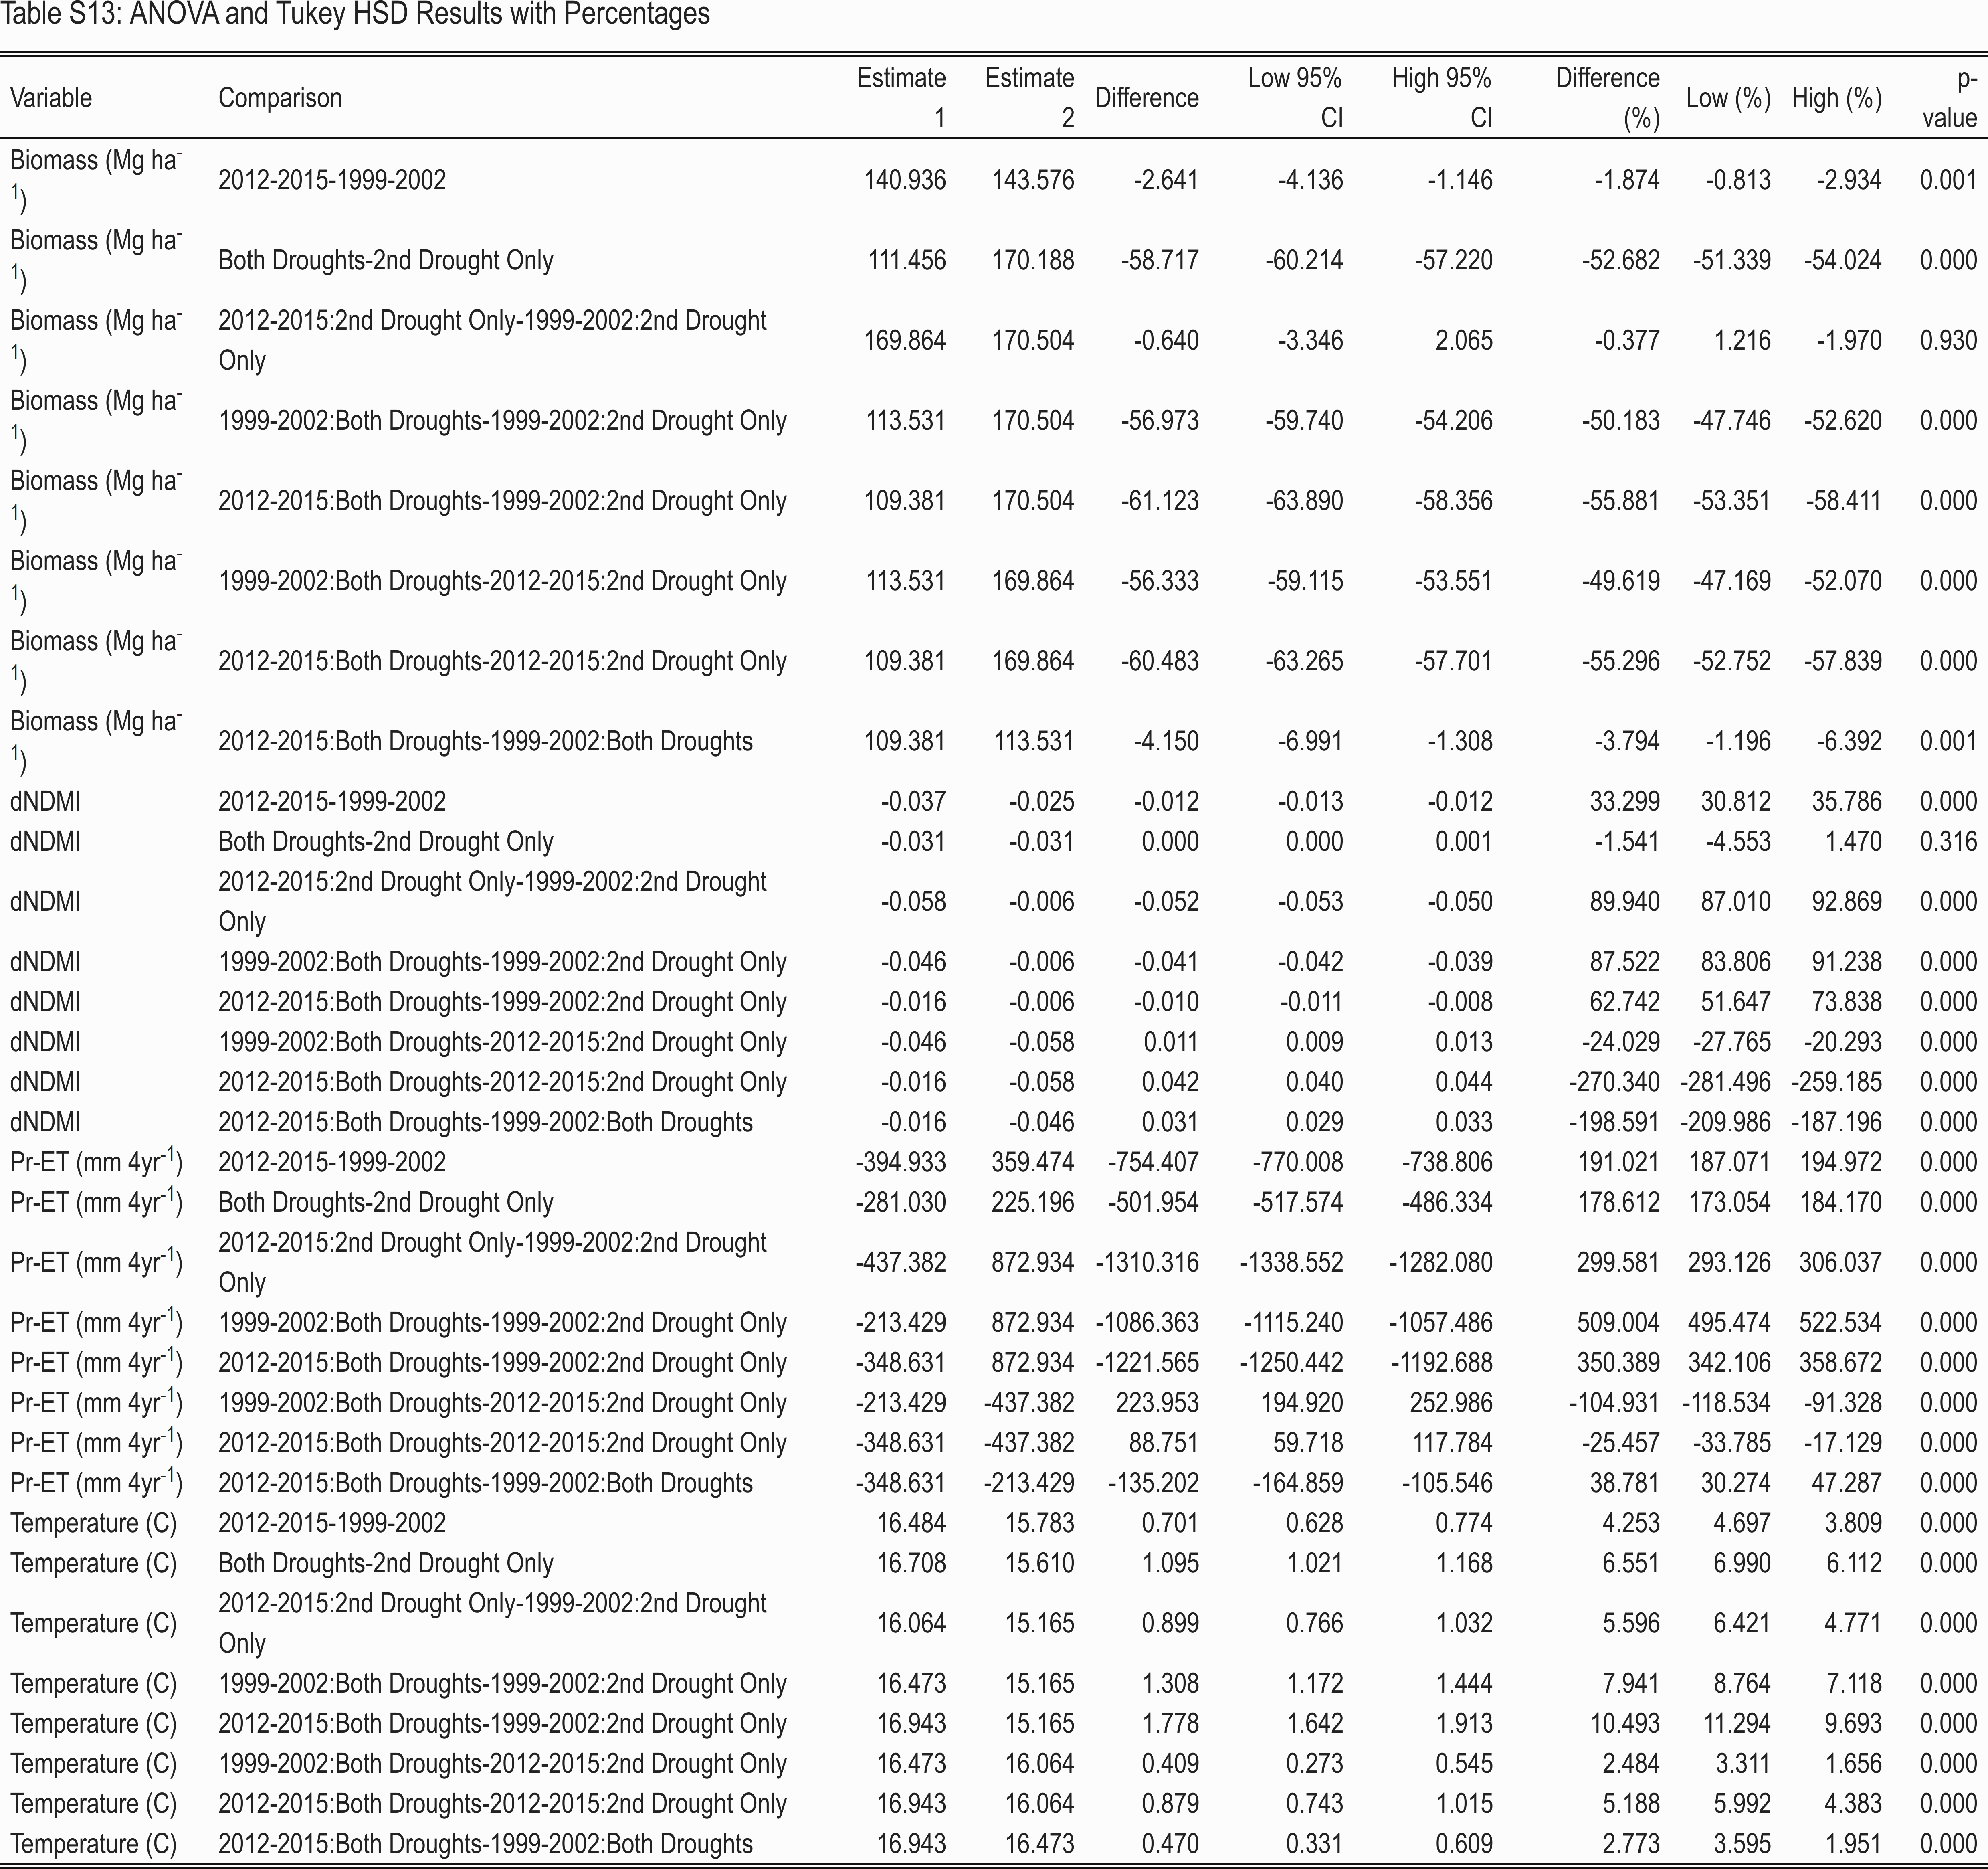 Table S13: ANOVA and Tukey HSD Results with Percentages
Variable Comparison Estimate 1 Estimate 2 Difference Low 95% CI High 95% CI Difference (%) Low (%) High (%) p-value
Biomass (Mg ha-1) 2012-2015-1999-2002 140.936 143.576 -2.641 -4.136 -1.146 -1.874 -0.813 -2.934 0.001
Biomass (Mg ha-1) Both Droughts-2nd Drought Only 111.456 170.188 -58.717 -60.214 -57.220 -52.682 -51.339 -54.024 0.000
Biomass (Mg ha-1) 2012-2015:2nd Drought Only-1999-2002:2nd Drought Only 169.864 170.504 -0.640 -3.346 2.065 -0.377 1.216 -1.970 0.930
Biomass (Mg ha-1) 1999-2002:Both Droughts-1999-2002:2nd Drought Only 113.531 170.504 -56.973 -59.740 -54.206 -50.183 -47.746 -52.620 0.000
Biomass (Mg ha-1) 2012-2015:Both Droughts-1999-2002:2nd Drought Only 109.381 170.504 -61.123 -63.890 -58.356 -55.881 -53.351 -58.411 0.000
Biomass (Mg ha-1) 1999-2002:Both Droughts-2012-2015:2nd Drought Only 113.531 169.864 -56.333 -59.115 -53.551 -49.619 -47.169 -52.070 0.000
Biomass (Mg ha-1) 2012-2015:Both Droughts-2012-2015:2nd Drought Only 109.381 169.864 -60.483 -63.265 -57.701 -55.296 -52.752 -57.839 0.000
Biomass (Mg ha-1) 2012-2015:Both Droughts-1999-2002:Both Droughts 109.381 113.531 -4.150 -6.991 -1.308 -3.794 -1.196 -6.392 0.001
dNDMI 2012-2015-1999-2002 -0.037 -0.025 -0.012 -0.013 -0.012 33.299 30.812 35.786 0.000
dNDMI Both Droughts-2nd Drought Only -0.031 -0.031 0.000 0.000 0.001 -1.541 -4.553 1.470 0.316
dNDMI 2012-2015:2nd Drought Only-1999-2002:2nd Drought Only -0.058 -0.006 -0.052 -0.053 -0.050 89.940 87.010 92.869 0.000
dNDMI 1999-2002:Both Droughts-1999-2002:2nd Drought Only -0.046 -0.006 -0.041 -0.042 -0.039 87.522 83.806 91.238 0.000
dNDMI 2012-2015:Both Droughts-1999-2002:2nd Drought Only -0.016 -0.006 -0.010 -0.011 -0.008 62.742 51.647 73.838 0.000
dNDMI 1999-2002:Both Droughts-2012-2015:2nd Drought Only -0.046 -0.058 0.011 0.009 0.013 -24.029 -27.765 -20.293 0.000
dNDMI 2012-2015:Both Droughts-2012-2015:2nd Drought Only -0.016 -0.058 0.042 0.040 0.044 -270.340 -281.496 -259.185 0.000
dNDMI 2012-2015:Both Droughts-1999-2002:Both Droughts -0.016 -0.046 0.031 0.029 0.033 -198.591 -209.986 -187.196 0.000
Pr-ET (mm 4yr-1) 2012-2015-1999-2002 -394.933 359.474 -754.407 -770.008 -738.806 191.021 187.071 194.972 0.000
Pr-ET (mm 4yr-1) Both Droughts-2nd Drought Only -281.030 225.196 -501.954 -517.574 -486.334 178.612 173.054 184.170 0.000
Pr-ET (mm 4yr-1) 2012-2015:2nd Drought Only-1999-2002:2nd Drought Only -437.382 872.934 -1310.316 -1338.552 -1282.080 299.581 293.126 306.037 0.000
Pr-ET (mm 4yr-1) 1999-2002:Both Droughts-1999-2002:2nd Drought Only -213.429 872.934 -1086.363 -1115.240 -1057.486 509.004 495.474 522.534 0.000
Pr-ET (mm 4yr-1) 2012-2015:Both Droughts-1999-2002:2nd Drought Only -348.631 872.934 -1221.565 -1250.442 -1192.688 350.389 342.106 358.672 0.000
Pr-ET (mm 4yr-1) 1999-2002:Both Droughts-2012-2015:2nd Drought Only -213.429 -437.382 223.953 194.920 252.986 -104.931 -118.534 -91.328 0.000
Pr-ET (mm 4yr-1) 2012-2015:Both Droughts-2012-2015:2nd Drought Only -348.631 -437.382 88.751 59.718 117.784 -25.457 -33.785 -17.129 0.000
Pr-ET (mm 4yr-1) 2012-2015:Both Droughts-1999-2002:Both Droughts -348.631 -213.429 -135.202 -164.859 -105.546 38.781 30.274 47.287 0.000
Temperature (C) 2012-2015-1999-2002 16.484 15.783 0.701 0.628 0.774 4.253 4.697 3.809 0.000
Temperature (C) Both Droughts-2nd Drought Only 16.708 15.610 1.095 1.021 1.168 6.551 6.990 6.112 0.000
Temperature (C) 2012-2015:2nd Drought Only-1999-2002:2nd Drought Only 16.064 15.165 0.899 0.766 1.032 5.596 6.421 4.771 0.000
Temperature (C) 1999-2002:Both Droughts-1999-2002:2nd Drought Only 16.473 15.165 1.308 1.172 1.444 7.941 8.764 7.118 0.000
Temperature (C) 2012-2015:Both Droughts-1999-2002:2nd Drought Only 16.943 15.165 1.778 1.642 1.913 10.493 11.294 9.693 0.000
Temperature (C) 1999-2002:Both Droughts-2012-2015:2nd Drought Only 16.473 16.064 0.409 0.273 0.545 2.484 3.311 1.656 0.000
Temperature (C) 2012-2015:Both Droughts-2012-2015:2nd Drought Only 16.943 16.064 0.879 0.743 1.015 5.188 5.992 4.383 0.000
Temperature (C) 2012-2015:Both Droughts-1999-2002:Both Droughts 16.943 16.473 0.470 0.331 0.609 2.773 3.595 1.951 0.000